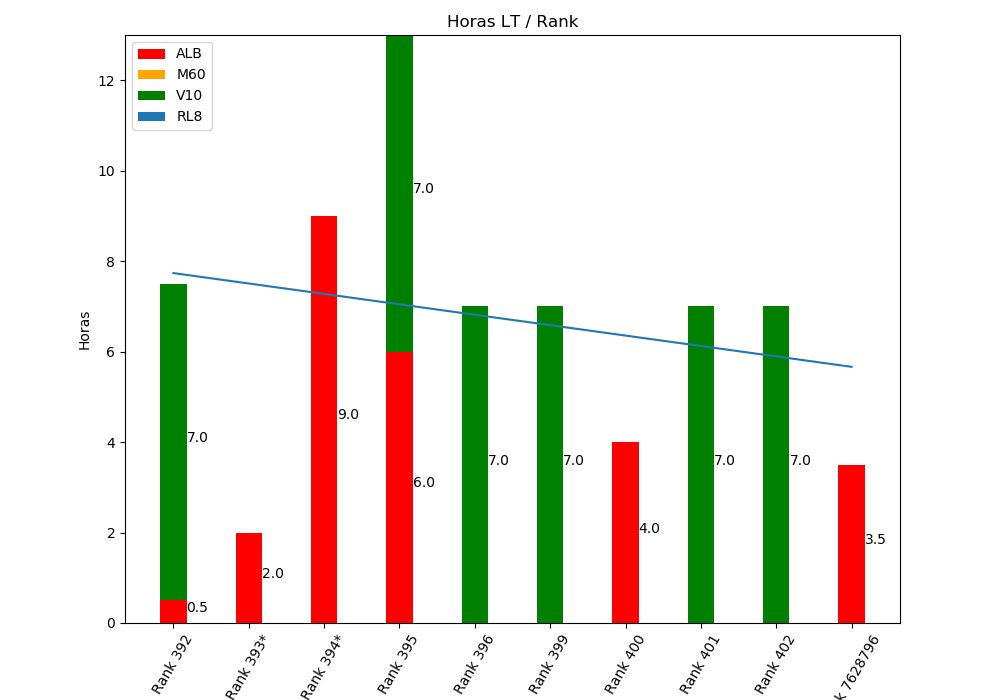 Horas LT / Rank
ALB
M60
V10
RL8
Horas
12
10
8
6
4
2
0
7.0
0.5
2.0
9.0
7.0
6.0
7.0
7.0
4.0
7.0
7.0
3.5
Rank 392
Rank 393*
Rank 394*
Rank 395
Rank 396
Rank 399
Rank 400
Rank 401
Rank 402
7628796